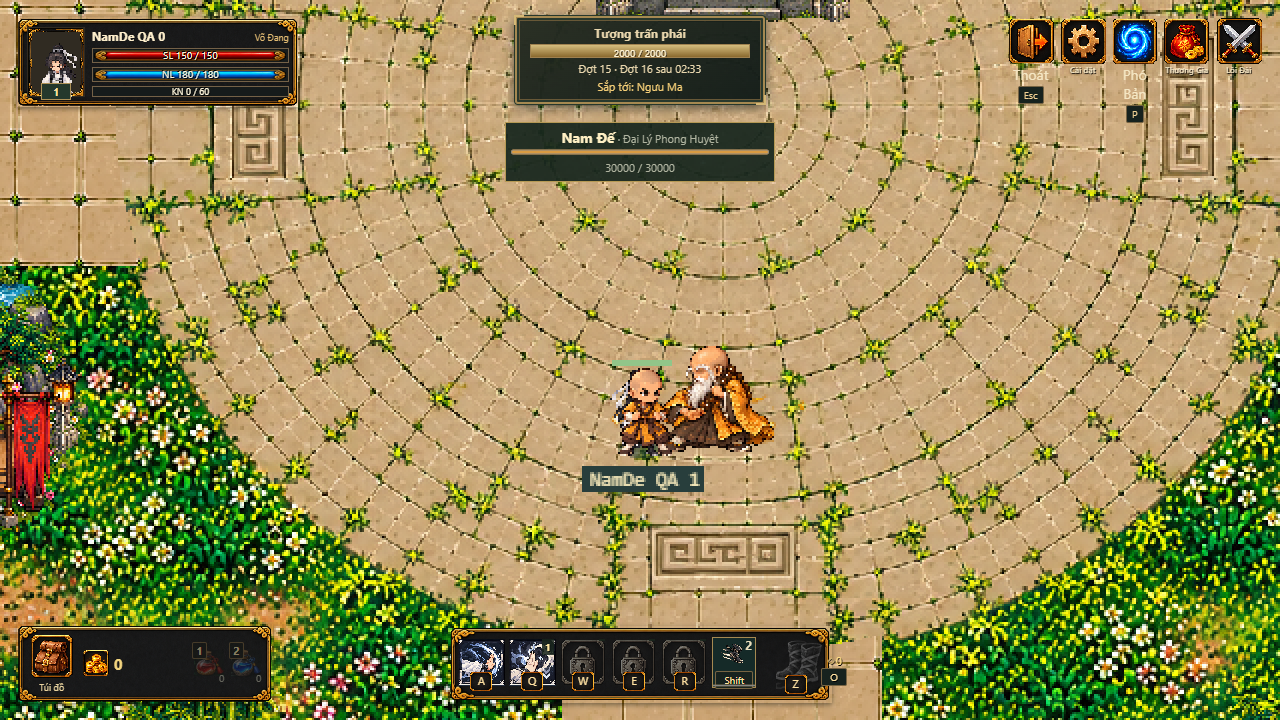 NamDe QA 0
Võ Đang
SL 150 / 150
NL 180 / 180
KN 0 / 60
1
Tượng trấn phái
2000 / 2000
Đợt 15 · Đợt 16 sau 02:33
Sắp tới: Ngưu Ma
Nam Đế · Đại Lý Phong Huyệt
30000 / 30000
Thoát
Esc
Cài đặt
Phó Bản
P
Thương Gia
Lôi Đài
NamDe QA 1
Túi đồ
0
1
0
2
0
A
1
Q
W
E
R
2
Shift
Z
O